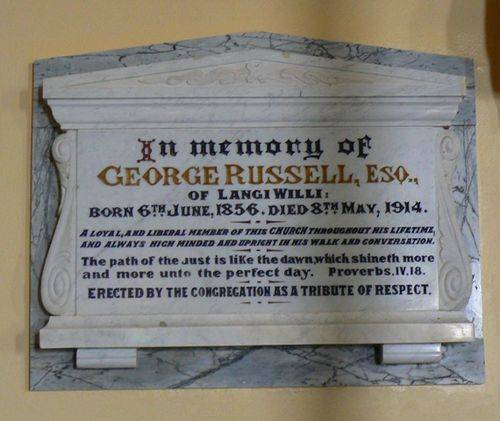 In memory of
GEORGE RUSSELL, ESQ.,
OF LANGI WILLI:
BORN 6TH JUNE, 1856. DIED 8TH MAY, 1914.
A LOYAL, AND LIBERAL MEMBER OF THIS CHURCH THROUGHOUT HIS LIFETIME,
AND ALWAYS HIGH MINDED AND UPRIGHT IN HIS WALK AND CONVERSATION.
The path of the Just is like the dawn, which shineth more
and more unto the perfect day. Proverbs. IV. 18.
ERECTED BY THE CONGREGATION AS A TRIBUTE OF RESPECT.